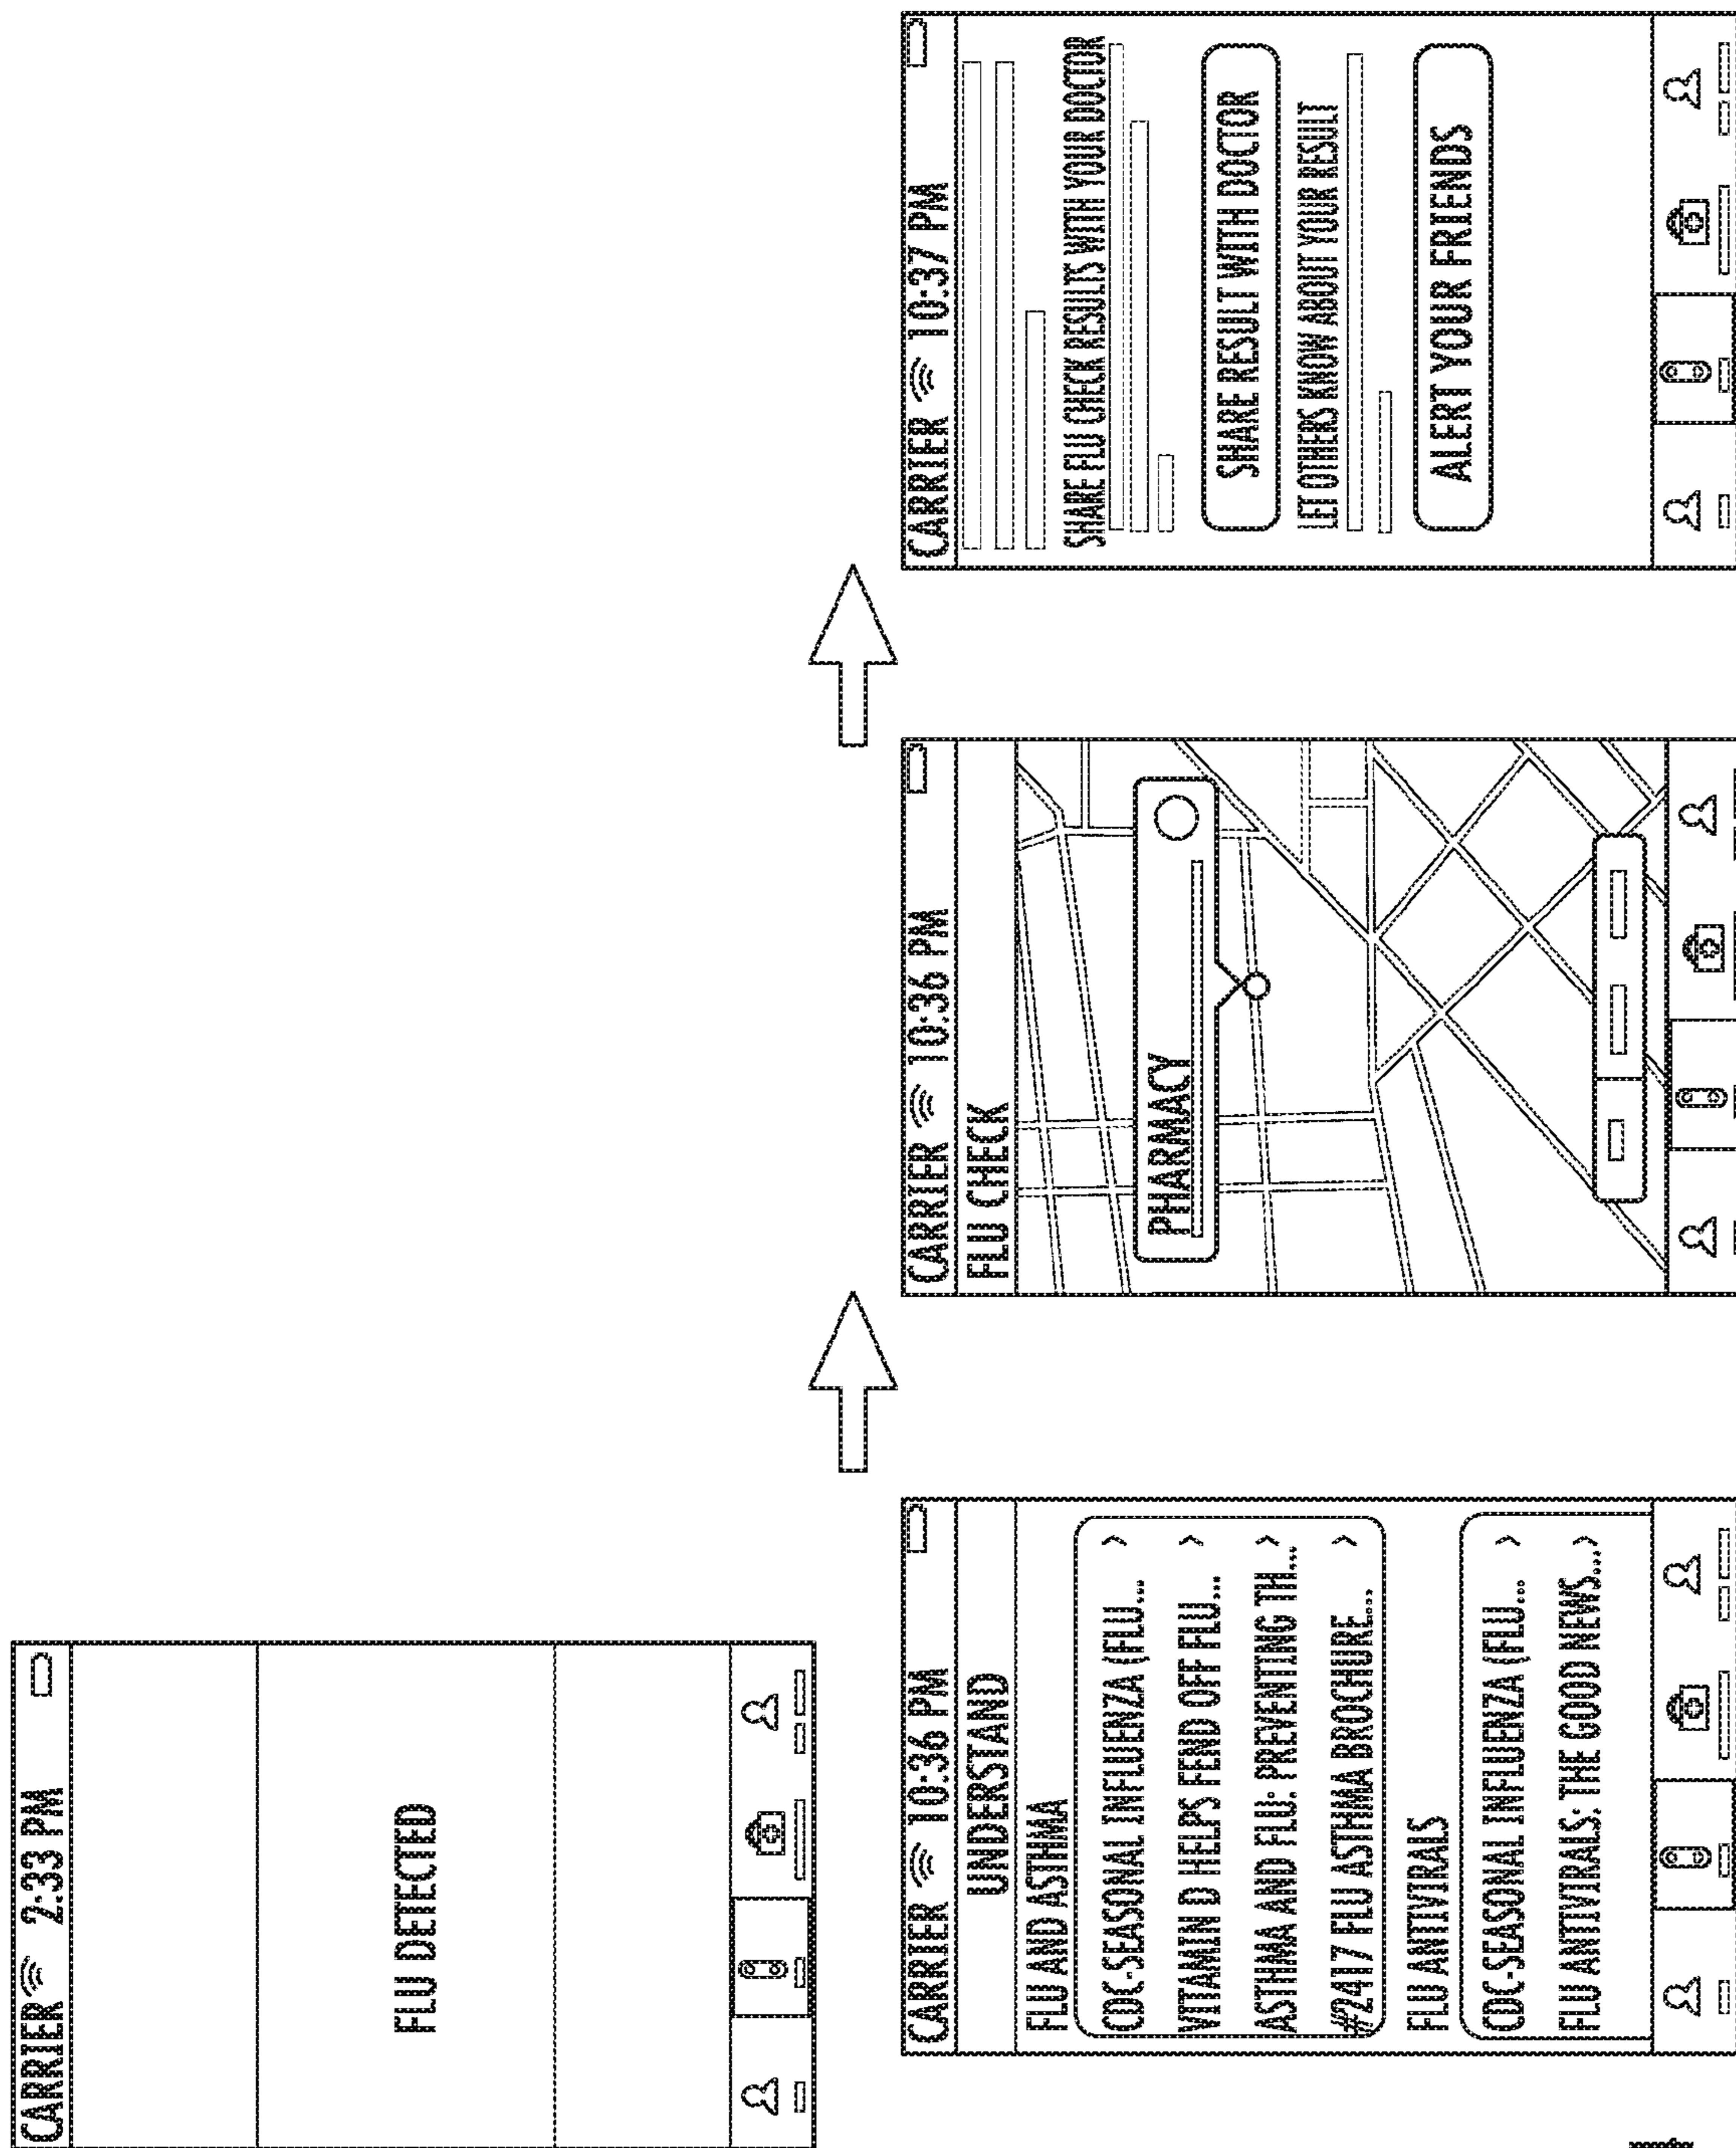 CARRIER 2:33 PM
FLU DETECTED
CARRIER 10:36 PM
UNDERSTAND
FLU AND ASTHMA
CDC-SEASONAL INFLUENZA (FLU... >
VITAMIN D HELPS FEND OFF FLU... >
ASTHMA AND FLU: PREVENTING TH... >
#2417 FLU ASTHMA BROCHURE... >
FLU ANTIVIRALS
CDC-SEASONAL INFLUENZA (FLU... >
FLU ANTIVIRALS: THE GOOD NEWS... >
CARRIER 10:36 PM
FLU CHECK
PHARMACY
CARRIER 10:37 PM
SHARE FLU CHECK RESULTS WITH YOUR DOCTOR
SHARE RESULT WITH DOCTOR
LET OTHERS KNOW ABOUT YOUR RESULT
ALERT YOUR FRIENDS